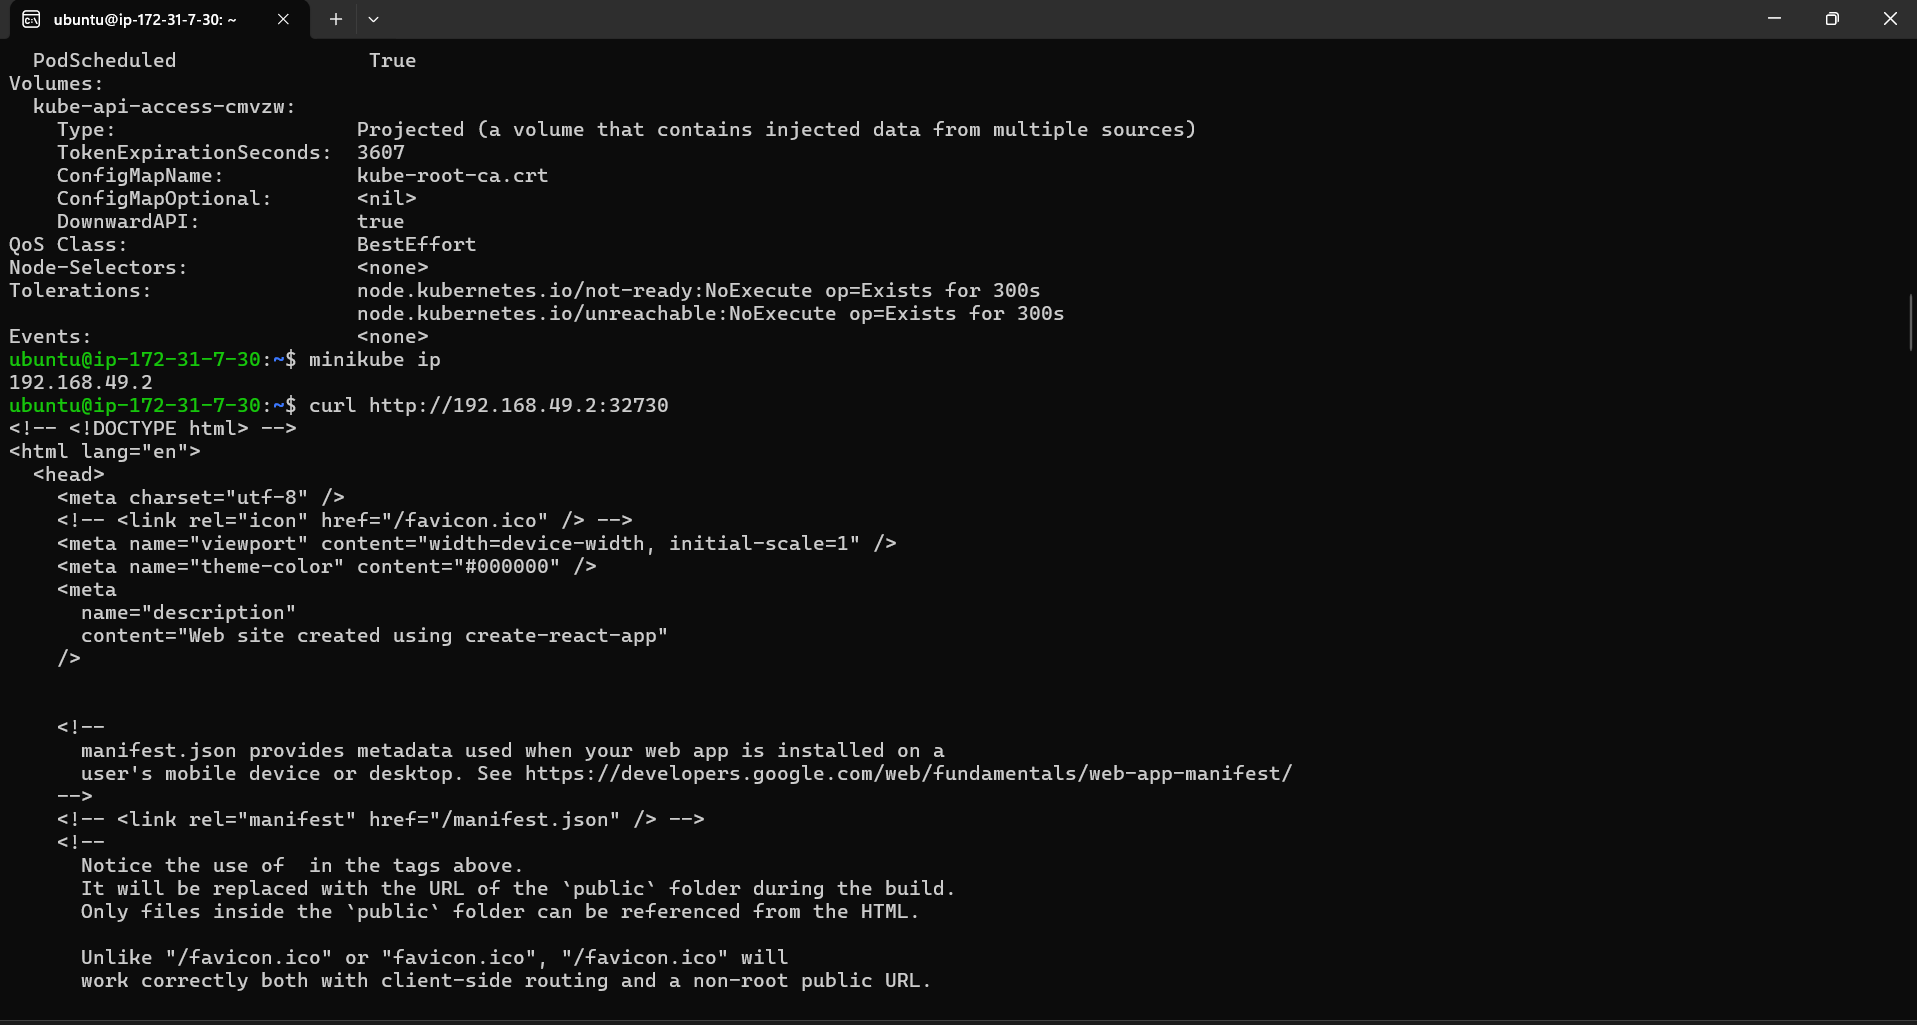 ubuntu@ip-172-31-7-30: ~
  PodScheduled                True
Volumes:
  kube-api-access-cmvzw:
    Type:                    Projected (a volume that contains injected data from multiple sources)
    TokenExpirationSeconds:  3607
    ConfigMapName:           kube-root-ca.crt
    ConfigMapOptional:       <nil>
    DownwardAPI:             true
QoS Class:                   BestEffort
Node-Selectors:              <none>
Tolerations:                 node.kubernetes.io/not-ready:NoExecute op=Exists for 300s
                             node.kubernetes.io/unreachable:NoExecute op=Exists for 300s
Events:                      <none>
ubuntu@ip-172-31-7-30:~$ minikube ip
192.168.49.2
ubuntu@ip-172-31-7-30:~$ curl http://192.168.49.2:32730
<!-- <!DOCTYPE html> -->
<html lang="en">
  <head>
    <meta charset="utf-8" />
    <!-- <link rel="icon" href="/favicon.ico" /> -->
    <meta name="viewport" content="width=device-width, initial-scale=1" />
    <meta name="theme-color" content="#000000" />
    <meta
      name="description"
      content="Web site created using create-react-app"
    />
    <!--
      manifest.json provides metadata used when your web app is installed on a
      user's mobile device or desktop. See https://developers.google.com/web/fundamentals/web-app-manifest/
    -->
    <!-- <link rel="manifest" href="/manifest.json" /> -->
    <!--
      Notice the use of  in the tags above.
      It will be replaced with the URL of the `public` folder during the build.
      Only files inside the `public` folder can be referenced from the HTML.
      Unlike "/favicon.ico" or "favicon.ico", "/favicon.ico" will
      work correctly both with client-side routing and a non-root public URL.